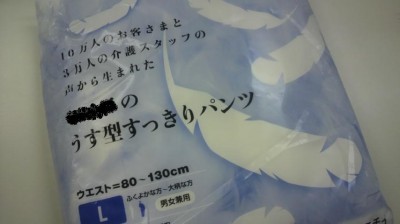 10万人のお客さまと
3万人の介護スタッフの
声から生まれた
の
うす型すっきりパンツ
ウエスト=80~130cm
ふくよかな方~大柄な方
L
男女兼用